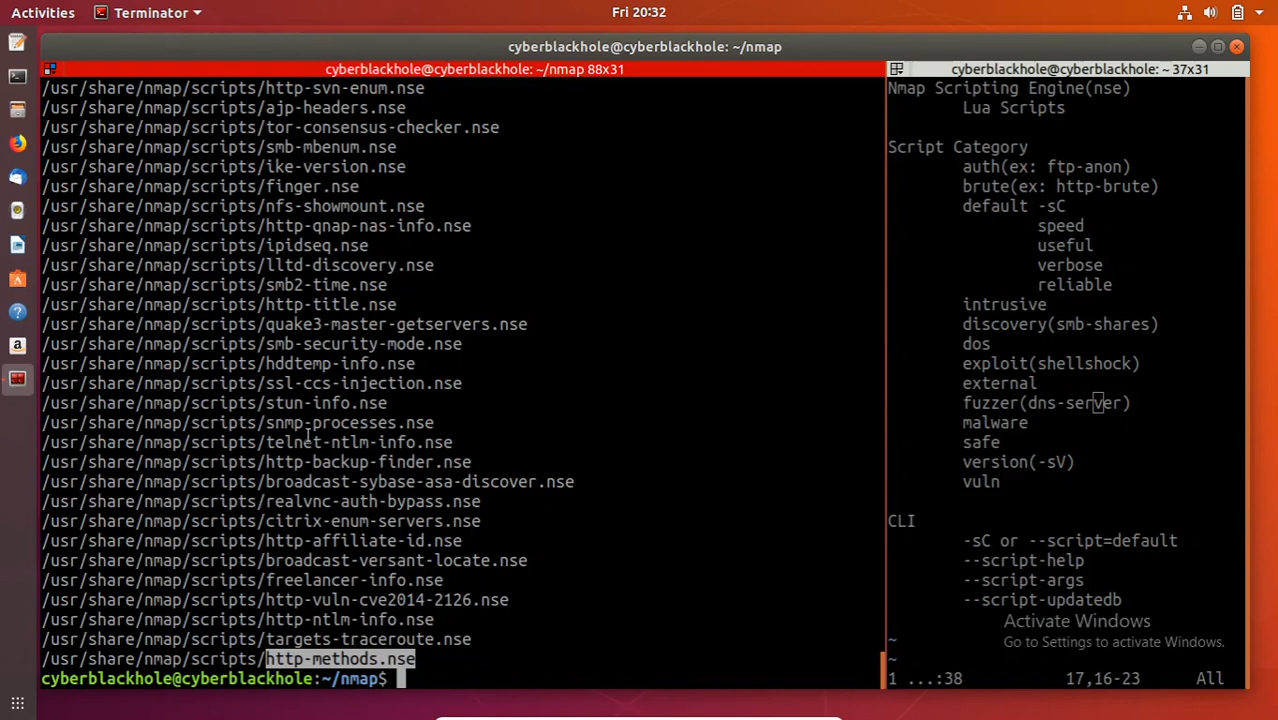 Activities Terminator Fri 20:32
cyberblackhole@cyberblackhole: ~/nmap
cyberblackhole@cyberblackhole: ~/nmap 88x31
/usr/share/nmap/scripts/http-svn-enum.nse
/usr/share/nmap/scripts/ajp-headers.nse
/usr/share/nmap/scripts/tor-consensus-checker.nse
/usr/share/nmap/scripts/smb-mbenum.nse
/usr/share/nmap/scripts/ike-version.nse
/usr/share/nmap/scripts/finger.nse
/usr/share/nmap/scripts/nfs-showmount.nse
/usr/share/nmap/scripts/http-qnap-nas-info.nse
/usr/share/nmap/scripts/ipidseq.nse
/usr/share/nmap/scripts/lltd-discovery.nse
/usr/share/nmap/scripts/smb2-time.nse
/usr/share/nmap/scripts/http-title.nse
/usr/share/nmap/scripts/quake3-master-getservers.nse
/usr/share/nmap/scripts/smb-security-mode.nse
/usr/share/nmap/scripts/hddtemp-info.nse
/usr/share/nmap/scripts/ssl-ccs-injection.nse
/usr/share/nmap/scripts/stun-info.nse
/usr/share/nmap/scripts/snmp-processes.nse
/usr/share/nmap/scripts/telnet-ntlm-info.nse
/usr/share/nmap/scripts/http-backup-finder.nse
/usr/share/nmap/scripts/broadcast-sybase-asa-discover.nse
/usr/share/nmap/scripts/realvnc-auth-bypass.nse
/usr/share/nmap/scripts/citrix-enum-servers.nse
/usr/share/nmap/scripts/http-affiliate-id.nse
/usr/share/nmap/scripts/broadcast-versant-locate.nse
/usr/share/nmap/scripts/freelancer-info.nse
/usr/share/nmap/scripts/http-vuln-cve2014-2126.nse
/usr/share/nmap/scripts/http-ntlm-info.nse
/usr/share/nmap/scripts/targets-traceroute.nse
/usr/share/nmap/scripts/http-methods.nse
cyberblackhole@cyberblackhole:~/nmap$
cyberblackhole@cyberblackhole: ~ 37x31
Nmap Scripting Engine(nse)
Lua Scripts
Script Category
auth(ex: ftp-anon)
brute(ex: http-brute)
default -sC
speed
useful
verbose
reliable
intrusive
discovery(smb-shares)
dos
exploit(shellshock)
external
fuzzer(dns-server)
malware
safe
version(-sV)
vuln
CLI
-sC or --script=default
--script-help
--script-args
--script-updatedb
Activate Windows
~
Go to Settings to activate Windows.
~
1 ...:38 17,16-23 All